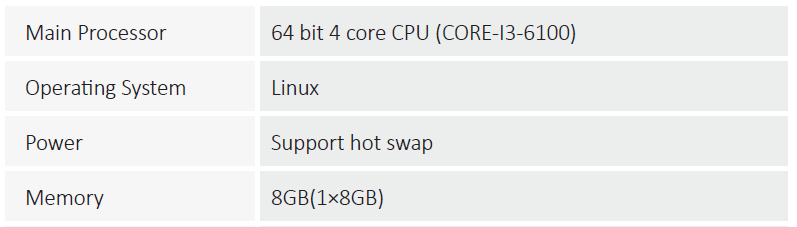 Main Processor
64 bit 4 core CPU (CORE-I3-6100)
Operating System
Linux
Power
Support hot swap
Memory
8GB(1×8GB)